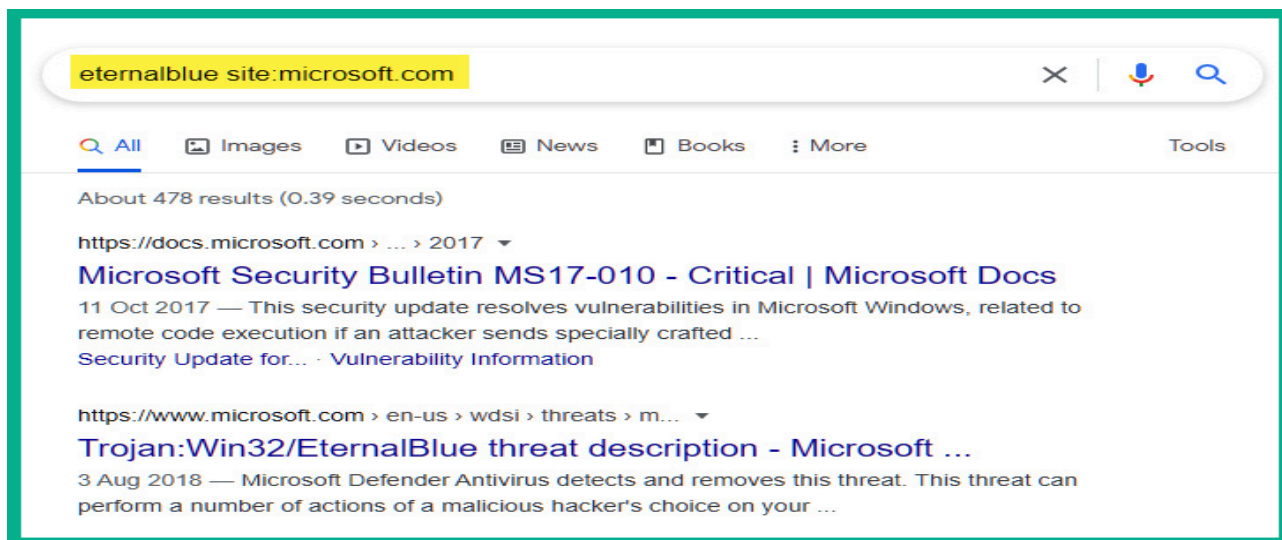 eternalblue site:microsoft.com
All Images Videos News Books More Tools
About 478 results (0.39 seconds)
https://docs.microsoft.com › ... › 2017
Microsoft Security Bulletin MS17-010 - Critical | Microsoft Docs
11 Oct 2017 — This security update resolves vulnerabilities in Microsoft Windows, related to
remote code execution if an attacker sends specially crafted ...
Security Update for... · Vulnerability Information
https://www.microsoft.com › en-us › wdsi › threats › m...
Trojan:Win32/EternalBlue threat description - Microsoft ...
3 Aug 2018 — Microsoft Defender Antivirus detects and removes this threat. This threat can
perform a number of actions of a malicious hacker's choice on your ...